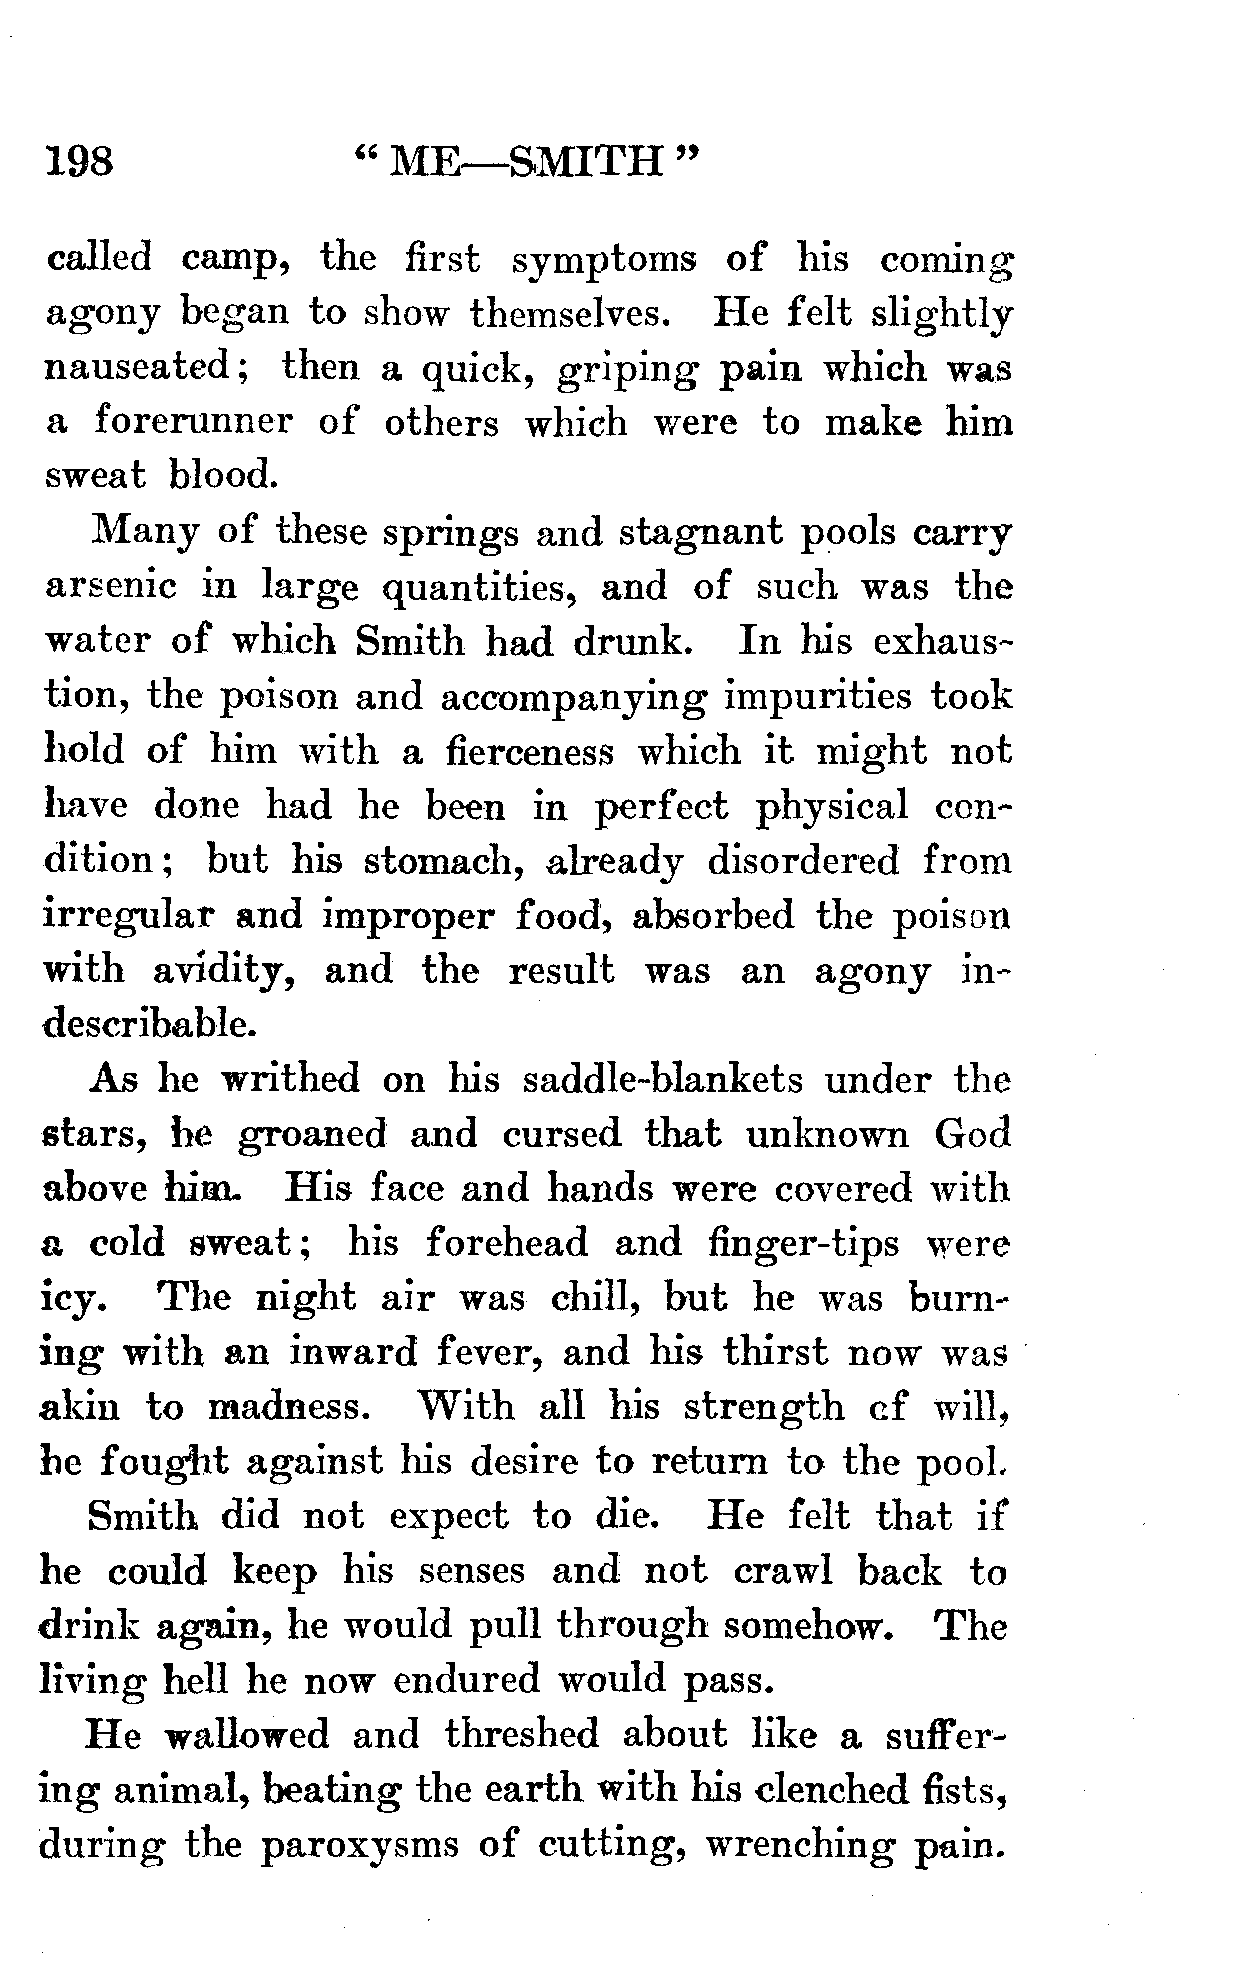 198 “ ME—SMITH ”
called camp, the first symptoms of his coming
agony began to show themselves. He felt slightly
nauseated; then a quick, griping pain which was
a forerunner of others which were to make him
sweat blood.
Many of these springs and stagnant pools carry
arsenic in large quantities, and of such was the
water of which Smith had drunk. In his exhaus-
tion, the poison and accompanying impurities took
hold of him with a fierceness which it might not
have done had he been in perfect physical con-
dition; but his stomach, already disordered from
irregular and improper food, absorbed the poison
with avidity, and the result was an agony in-
describable.
As he writhed on his saddle-blankets under the
stars, he groaned and cursed that unknown God
above him. His face and hands were covered with
a cold sweat; his forehead and finger-tips were
icy. The night air was chill, but he was burn-
ing with an inward fever, and his thirst now was
akin to madness. With all his strength of will,
he fought against his desire to return to the pool.
Smith did not expect to die. He felt that if
he could keep his senses and not crawl back to
drink again, he would pull through somehow. The
living hell he now endured would pass.
He wallowed and threshed about like a suffer-
ing animal, beating the earth with his clenched fists,
during the paroxysms of cutting, wrenching pain.